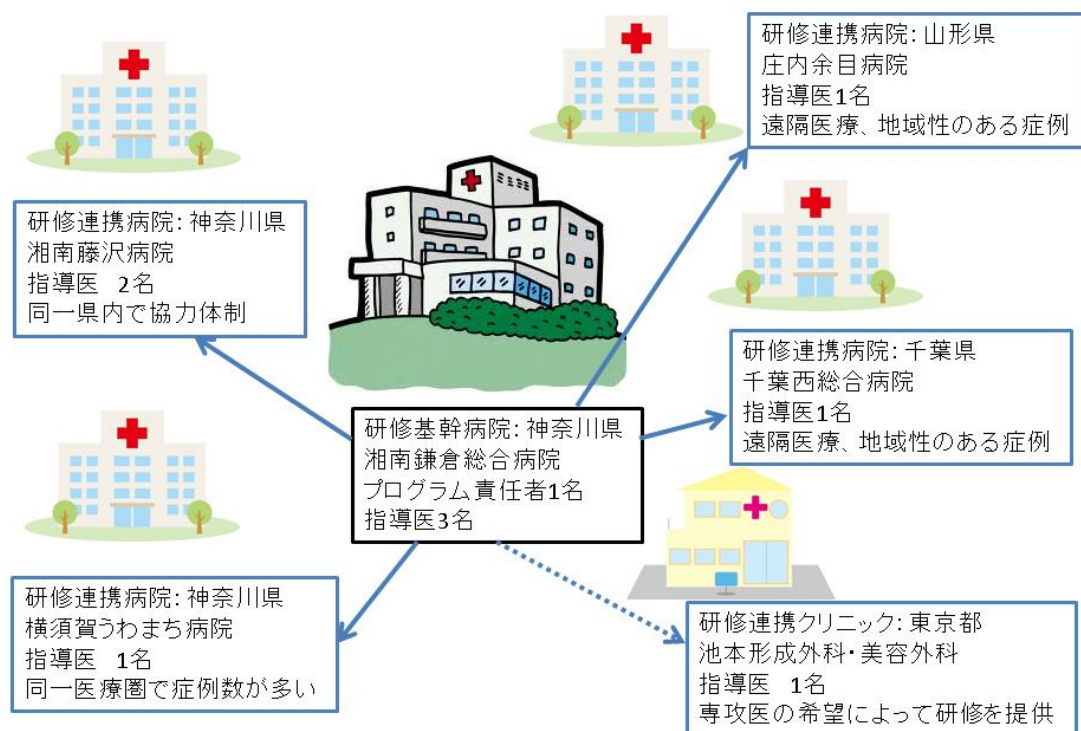 研修連携病院：山形県
庄内余目病院
指導医1名
遠隔医療、地域性のある症例
研修連携病院：神奈川県
湘南藤沢病院
指導医　2名
同一県内で協力体制
研修連携病院：千葉県
千葉西総合病院
指導医1名
遠隔医療、地域性のある症例
研修基幹病院：神奈川県
湘南鎌倉総合病院
プログラム責任者1名
指導医3名
研修連携病院：神奈川県
横須賀うわまち病院
指導医　1名
同一医療圏で症例数が多い
研修連携クリニック：東京都
池本形成外科・美容外科
指導医　1名
専攻医の希望によって研修を提供